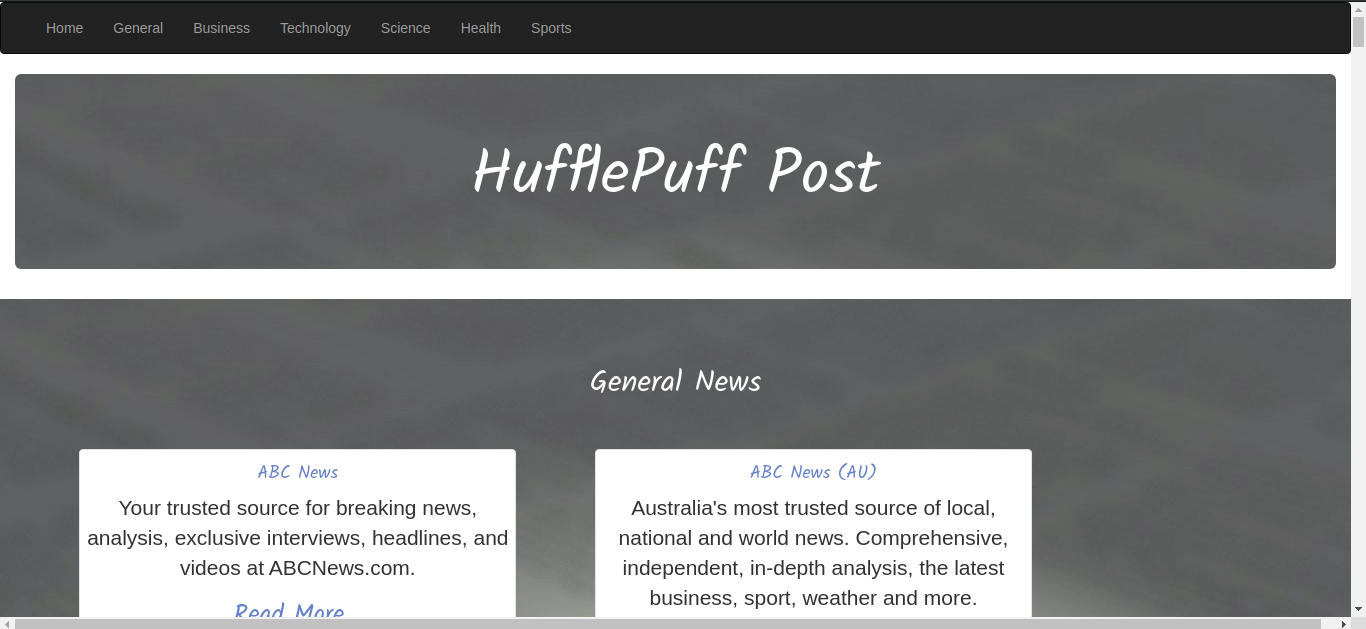 Home General Business Technology Science Health Sports
HufflePuff Post
General News
ABC News
Your trusted source for breaking news,
analysis, exclusive interviews, headlines, and
videos at ABCNews.com.
Read More
ABC News (AU)
Australia's most trusted source of local,
national and world news. Comprehensive,
independent, in-depth analysis, the latest
business, sport, weather and more.